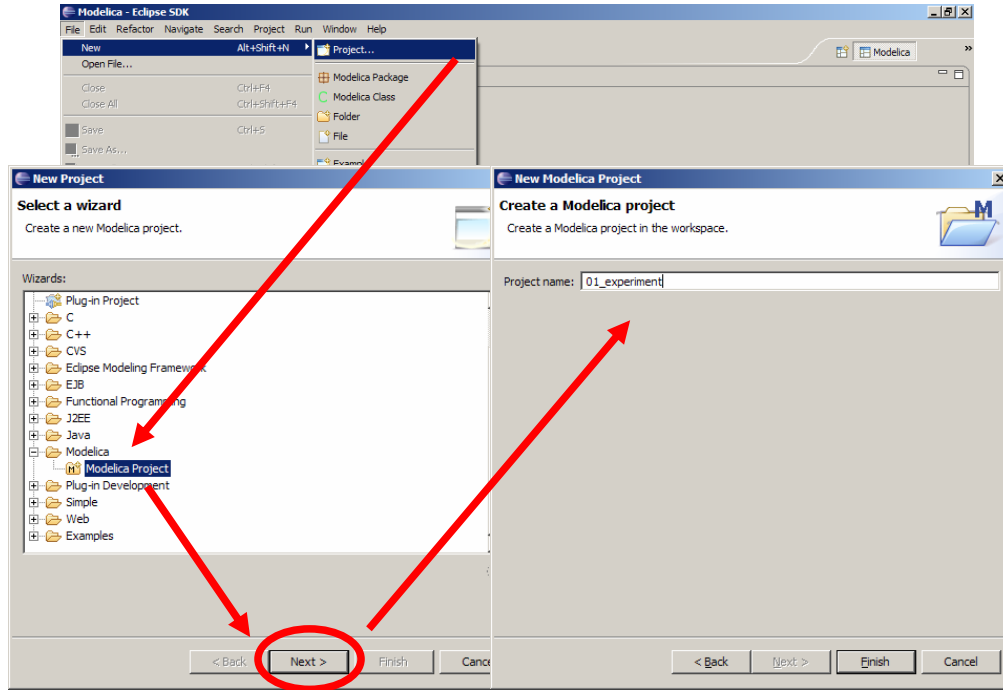 Modelica - Eclipse SDK
File Edit Refactor Navigate Search Project Run Window Help
New Alt+Shift+N
Open File...
Close Ctrl+F4
Close All Ctrl+Shift+F4
Save Ctrl+S
Save As...
Project...
Modelica Package
Modelica Class
Folder
File
Modelica
»
New Project
Select a wizard
Create a new Modelica project.
Wizards:
Plug-in Project
C
C++
CVS
Eclipse Modeling Framework
EJB
Functional Programming
J2EE
Java
Modelica
M Modelica Project
Plug-in Development
Simple
Web
Examples
< Back Next > Finish Cance
New Modelica Project
Create a Modelica project
Create a Modelica project in the workspace.
M
Project name: 01_experiment
< Back Next > Finish Cancel